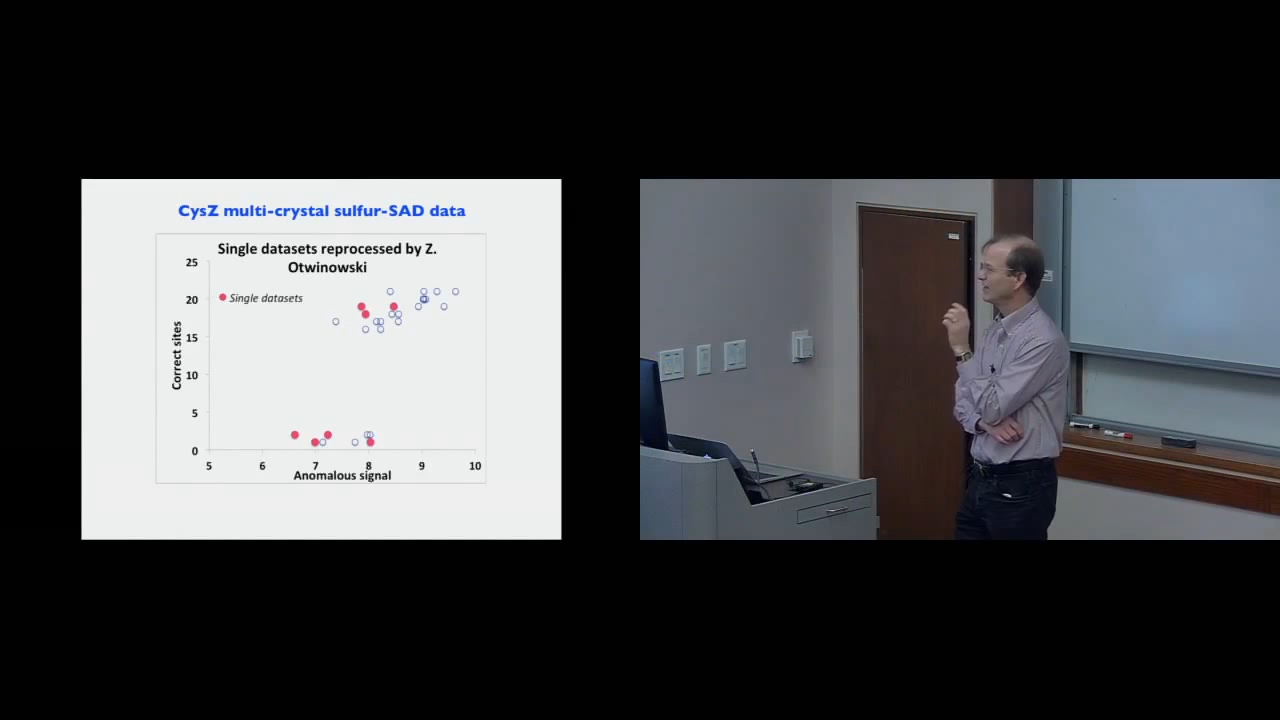 CysZ multi-crystal sulfur-SAD data
Single datasets reprocessed by Z.
Otwinowski
25
20
15
10
5
0
Single datasets
Correct sites
5 6 7 8 9 10
Anomalous signal